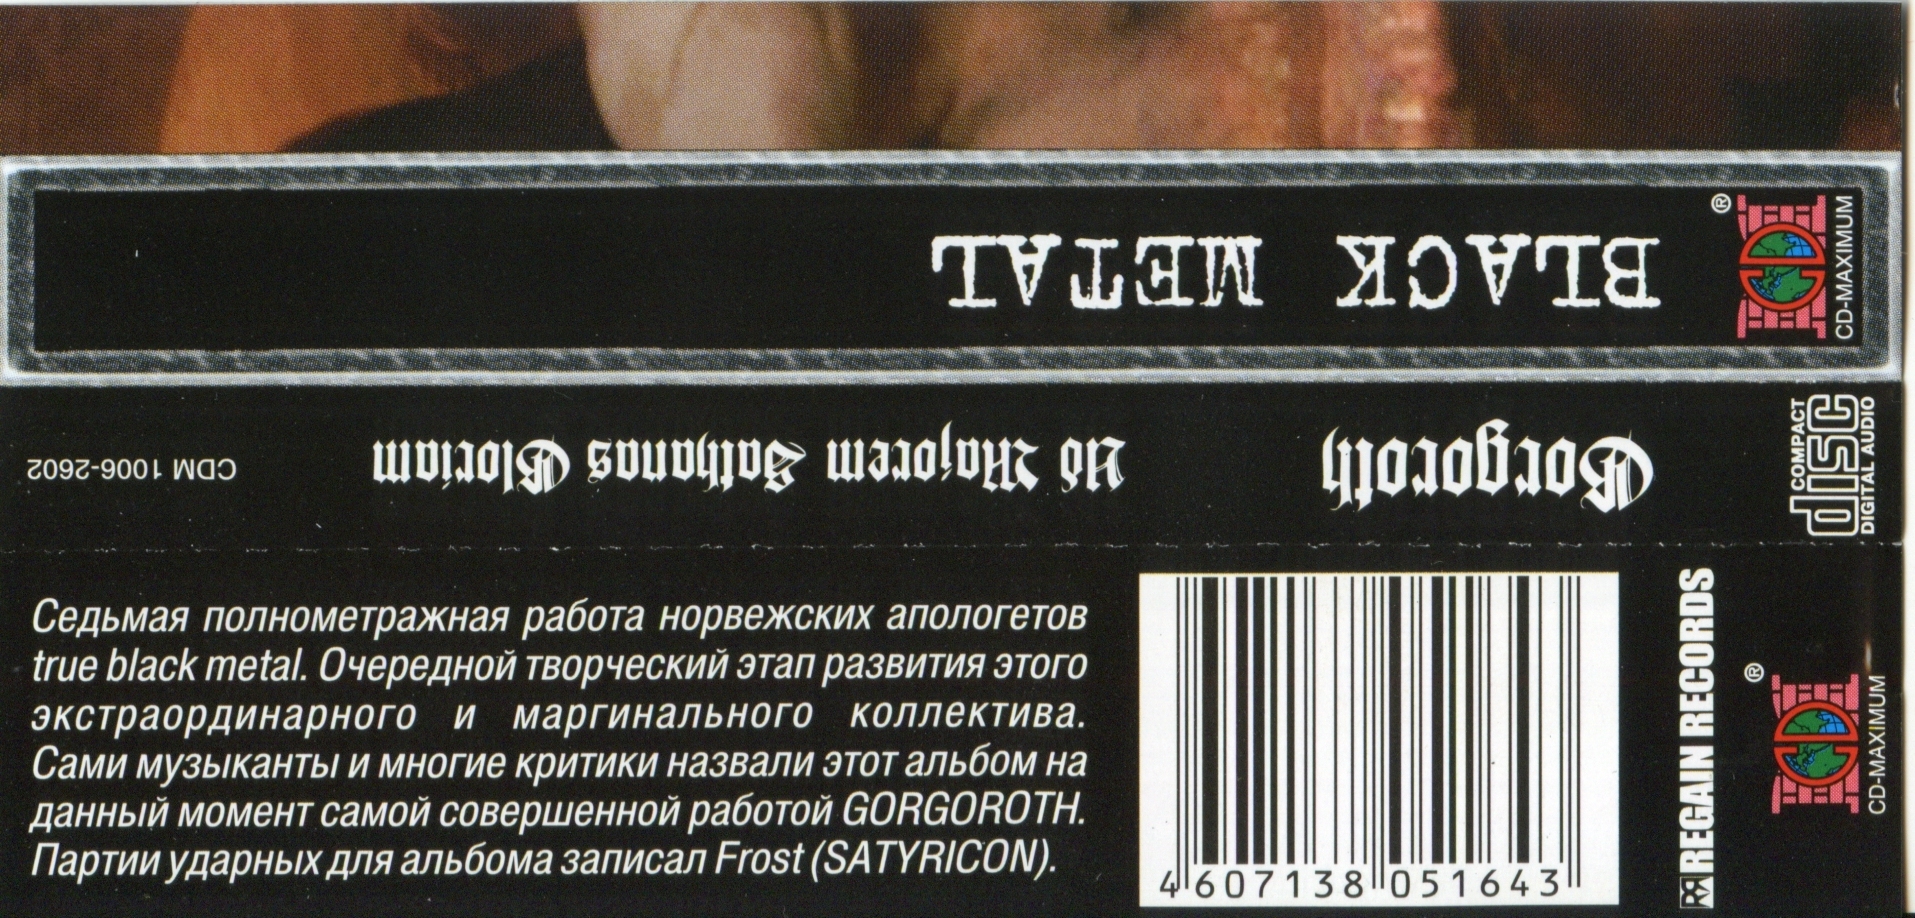 BLACK METAL
®
CD-MAXIMUM
Gorgoroth
Ad Majorem Sathanas Gloriam
CDM 1006-2602
COMPACT
disc
DIGITAL AUDIO
Седьмая полнометражная работа норвежских апологетов
true black metal. Очередной творческий этап развития этого
экстраординарного и маргинального коллектива.
Сами музыканты и многие критики назвали этот альбом на
данный момент самой совершенной работой GORGOROTH.
Партии ударных для альбома записал Frost (SATYRICON).
4 607138 051643
REGAIN RECORDS
®
CD-MAXIMUM